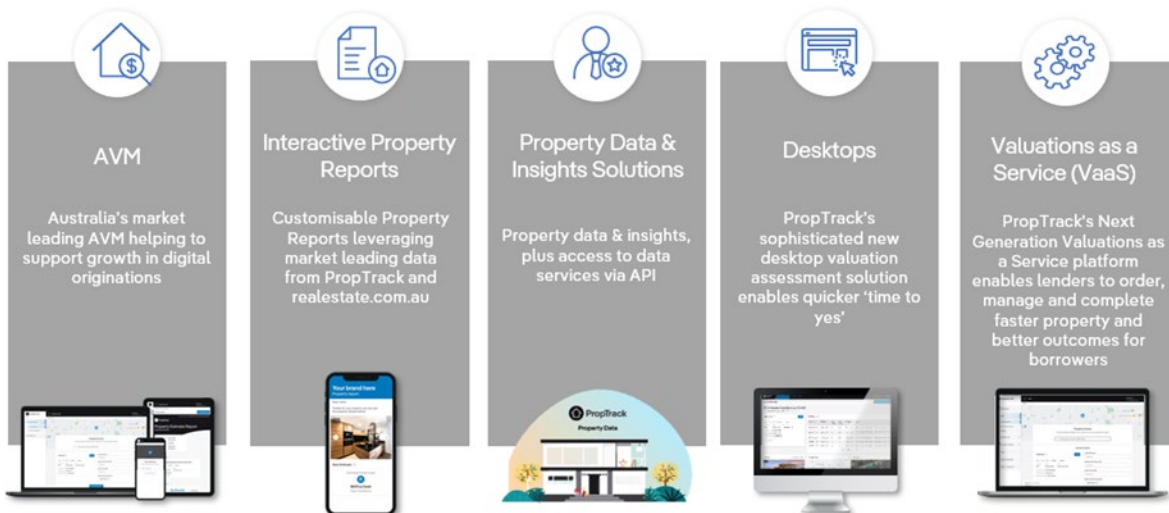 AVM
Australia's market
leading AVM helping to
support growth in digital
originations
Interactive Property
Reports
Customisable Property
Reports leveraging
market leading data
from PropTrack and
realestate.com.au
Your brand here
Property Data &
Insights Solutions
Property data & insights,
plus access to data
services via API
PropTrack
Property Data
Desktops
PropTrack's
sophisticated new
desktop valuation
assessment solution
enables quicker 'time to
yes'
Valuations as a
Service (VaaS)
PropTrack's Next
Generation Valuations as
a Service platform
enables lenders to order,
manage and complete
faster property and
better outcomes for
borrowers